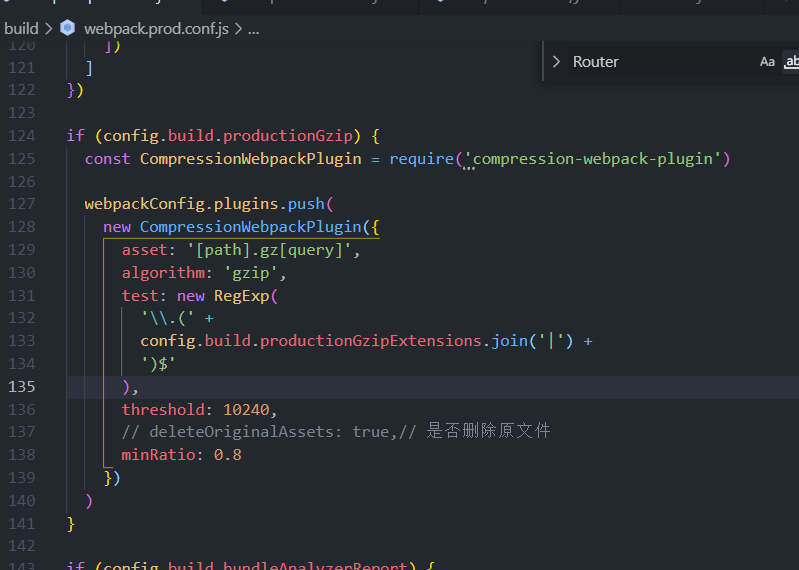 build > webpack.prod.conf.js > ...
120 ])
Router Aa ab
121 ]
122 })
123
124 if (config.build.productionGzip) {
125 const CompressionWebpackPlugin = require('compression-webpack-plugin')
126
127 webpackConfig.plugins.push(
128 new CompressionWebpackPlugin({
129 asset: '[path].gz[query]',
130 algorithm: 'gzip',
131 test: new RegExp(
132 '\\.(' +
133 config.build.productionGzipExtensions.join('|') +
134 ')$'
135 ),
136 threshold: 10240,
137 // deleteOriginalAssets: true,// 是否删除原文件
138 minRatio: 0.8
139 })
140 )
141 }
142
143 if (config.build.bundleAnalyzerReport) {